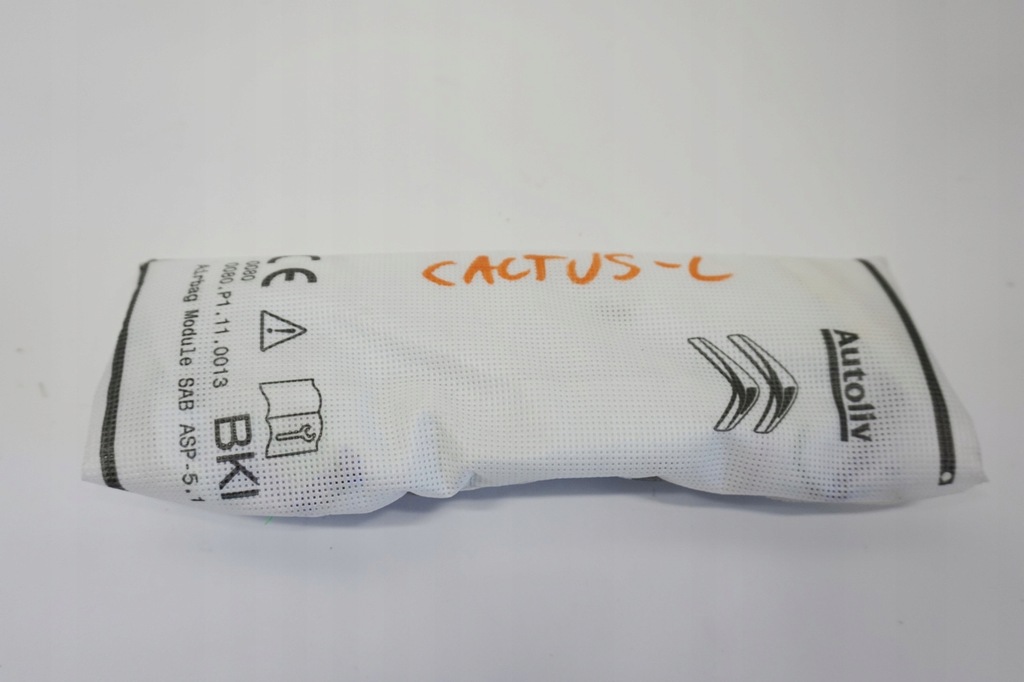 CACTUS-L
CE
0080
0080.P1.11.0013
Airbag Module SAB ASP-5.1
BKI
Autoliv